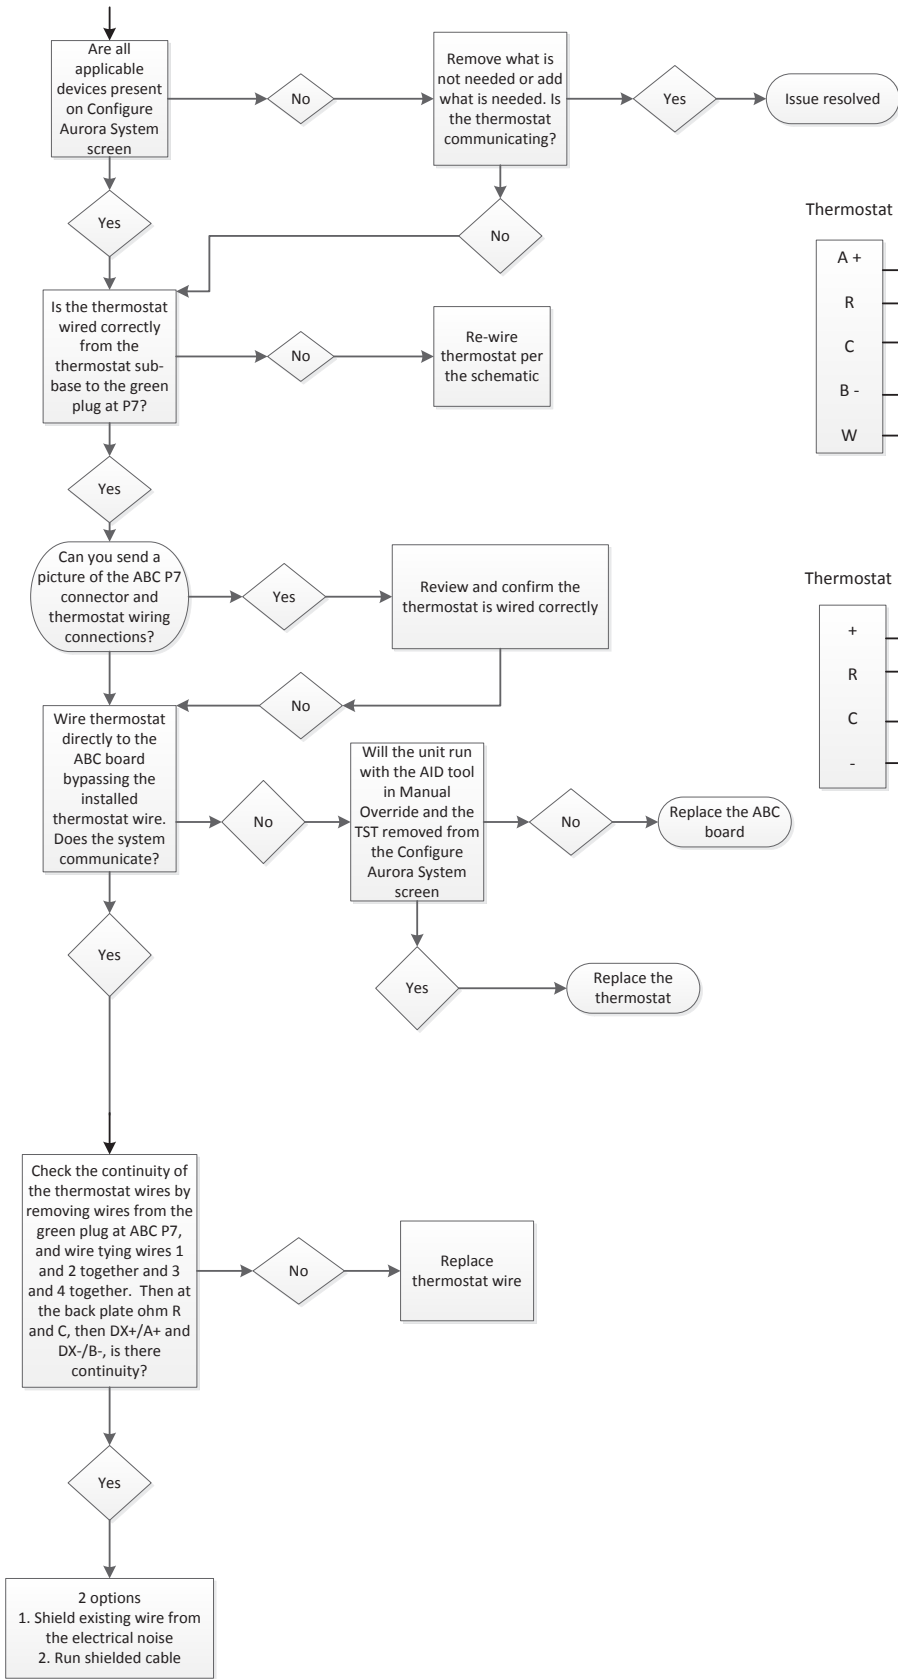 Are all
applicable
devices present
on Configure
Aurora System
screen
No
Remove what is
not needed or add
what is needed. Is
the thermostat
communicating?
Yes
Issue resolved
Yes
No
Is the thermostat
wired correctly
from the
thermostat sub-
base to the green
plug at P7?
No
Re-wire
thermostat per
the schematic
Yes
Can you send a
picture of the ABC P7
connector and
thermostat wiring
connections?
Yes
Review and confirm the
thermostat is wired correctly
No
Wire thermostat
directly to the
ABC board
bypassing the
installed
thermostat wire.
Does the system
communicate?
No
Will the unit run
with the AID tool
in Manual
Override and the
TST removed from
the Configure
Aurora System
screen
No
Replace the ABC
board
Yes
Yes
Replace the
thermostat
Check the continuity of
the thermostat wires by
removing wires from the
green plug at ABC P7,
and wire tying wires 1
and 2 together and 3
and 4 together. Then at
the back plate ohm R
and C, then DX+/A+ and
DX-/B-, is there
continuity?
No
Replace
thermostat wire
Yes
2 options
1. Shield existing wire from
the electrical noise
2. Run shielded cable
Thermostat
A +
R
C
B -
W
Thermostat
+
R
C
-